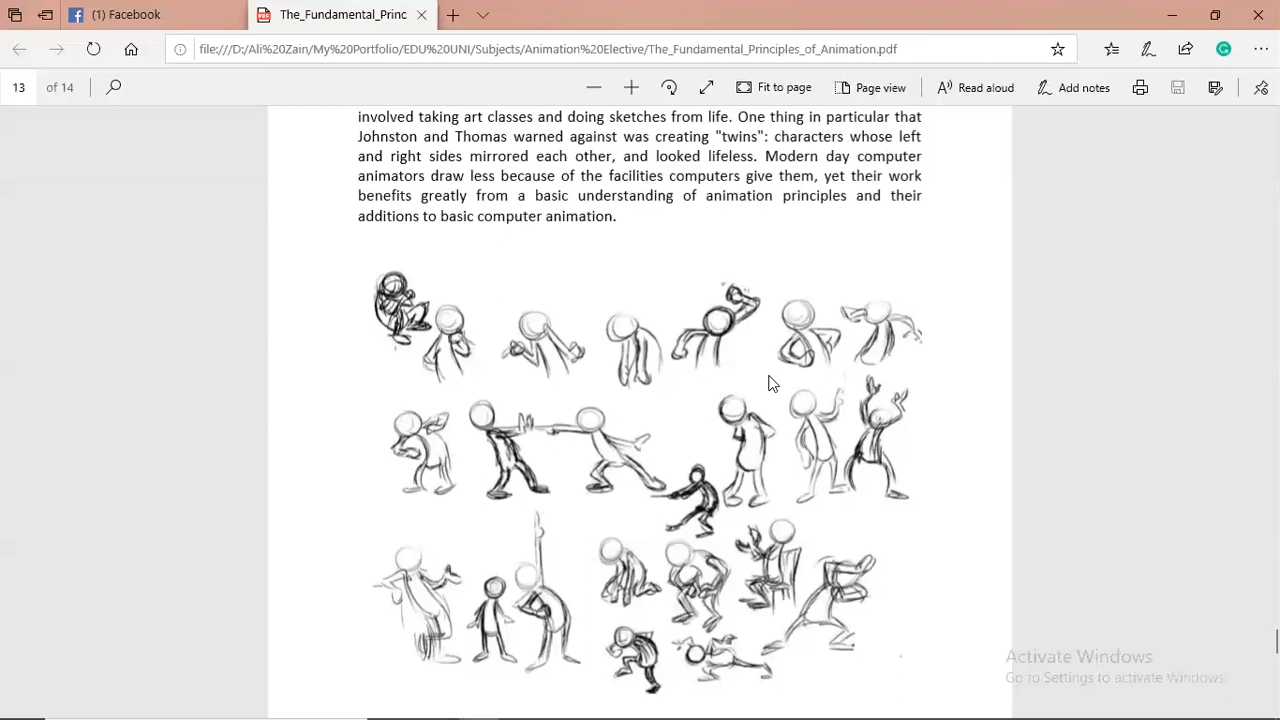 Facebook
The_Fundamental_Princ
file:///D:/Ali%20Zain/My%20Portfolio/EDU%20UNI/Subjects/Animation%20Elective/The_Fundamental_Principles_of_Animation.pdf
13 of 14 Fit to page Page view Read aloud Add notes
involved taking art classes and doing sketches from life. One thing in particular that
Johnston and Thomas warned against was creating "twins": characters whose left
and right sides mirrored each other, and looked lifeless. Modern day computer
animators draw less because of the facilities computers give them, yet their work
benefits greatly from a basic understanding of animation principles and their
additions to basic computer animation.
Activate Windows
Go to Settings to activate Windows.